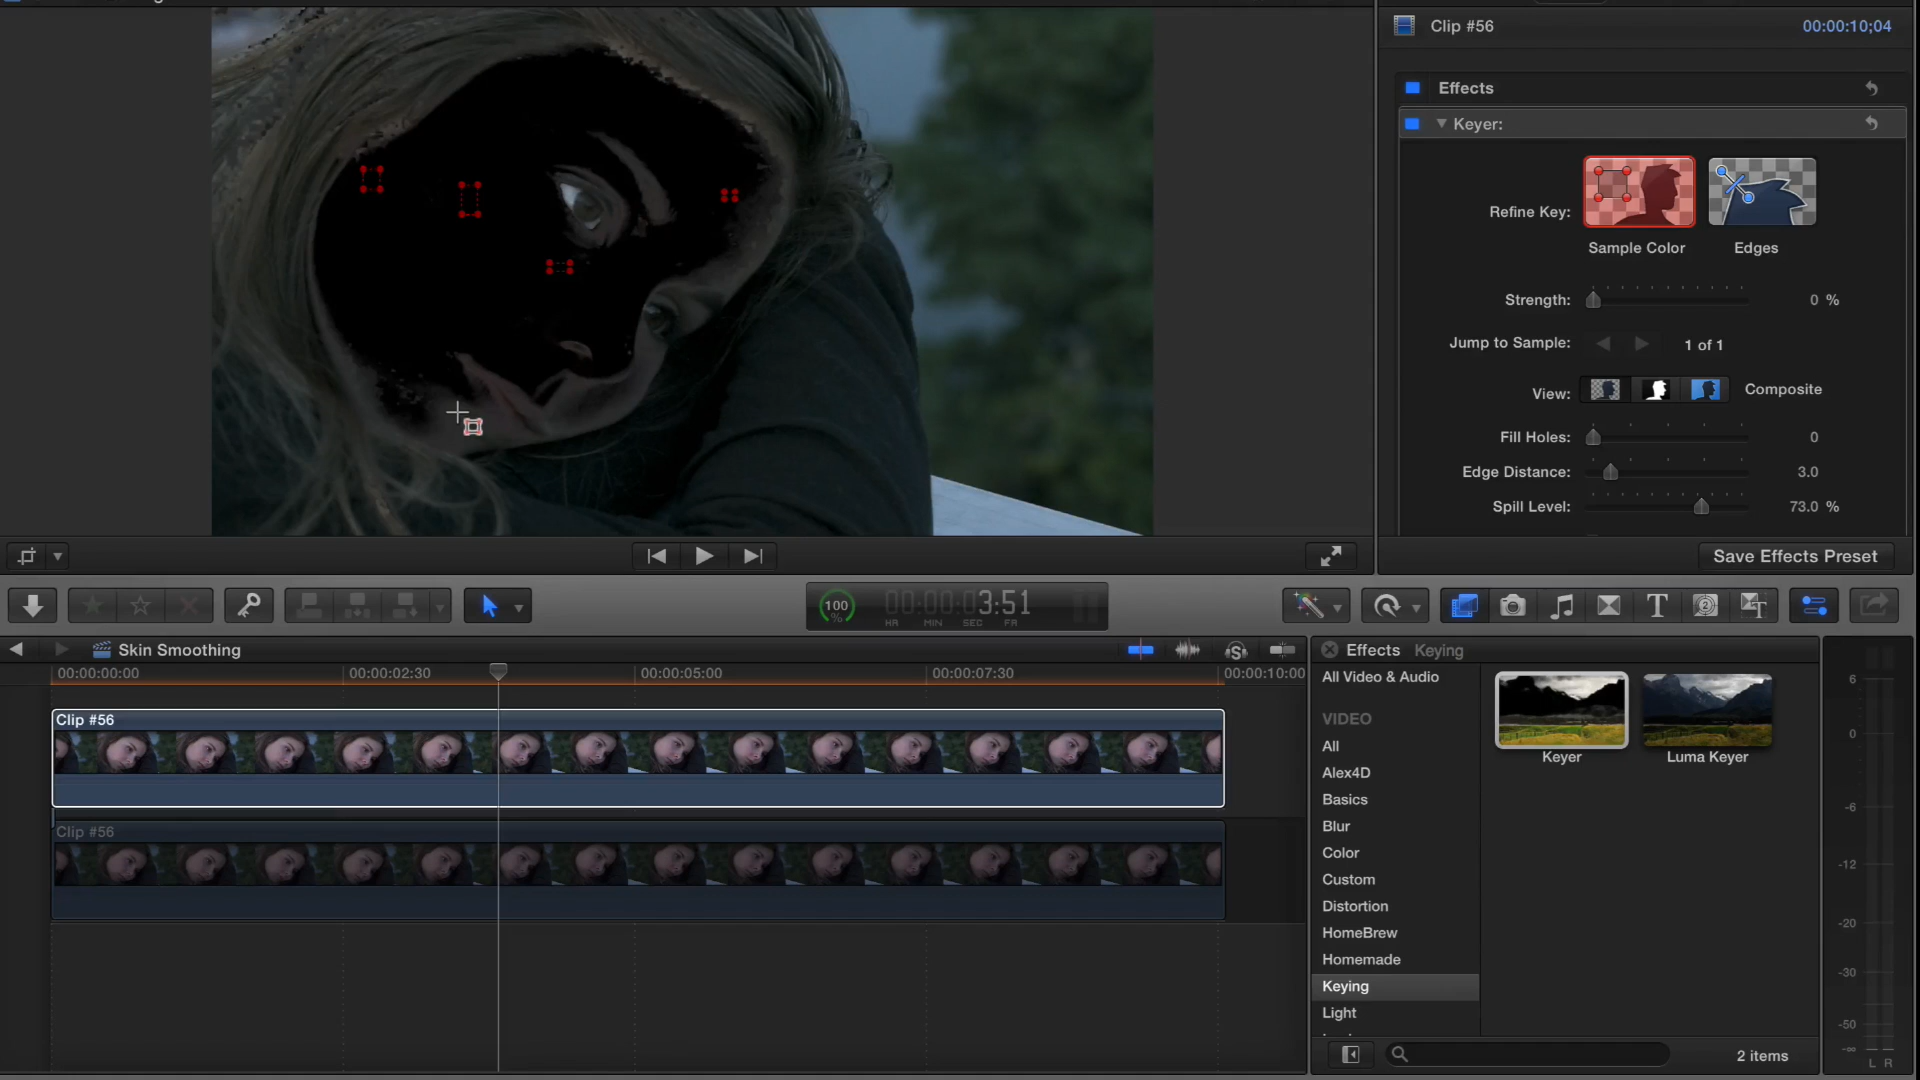 Clip #56
00:00:10;04
Effects
Keyer:
Refine Key:
Sample Color
Edges
Strength:
0 %
Jump to Sample:
1 of 1
View:
Composite
Fill Holes:
0
Edge Distance:
3.0
Spill Level:
73.0 %
Save Effects Preset
100
%
00:00:03:51
HR MIN SEC FR
Skin Smoothing
00:00:00:00
00:00:02:30
00:00:05:00
00:00:07:30
00:00:10:00
Clip #56
Clip #56
Effects Keying
All Video & Audio
VIDEO
All
Alex4D
Basics
Blur
Color
Custom
Distortion
HomeBrew
Homemade
Keying
Light
Keyer
Luma Keyer
2 items
6
0
-6
-12
-20
-30
-50
-∞
L R